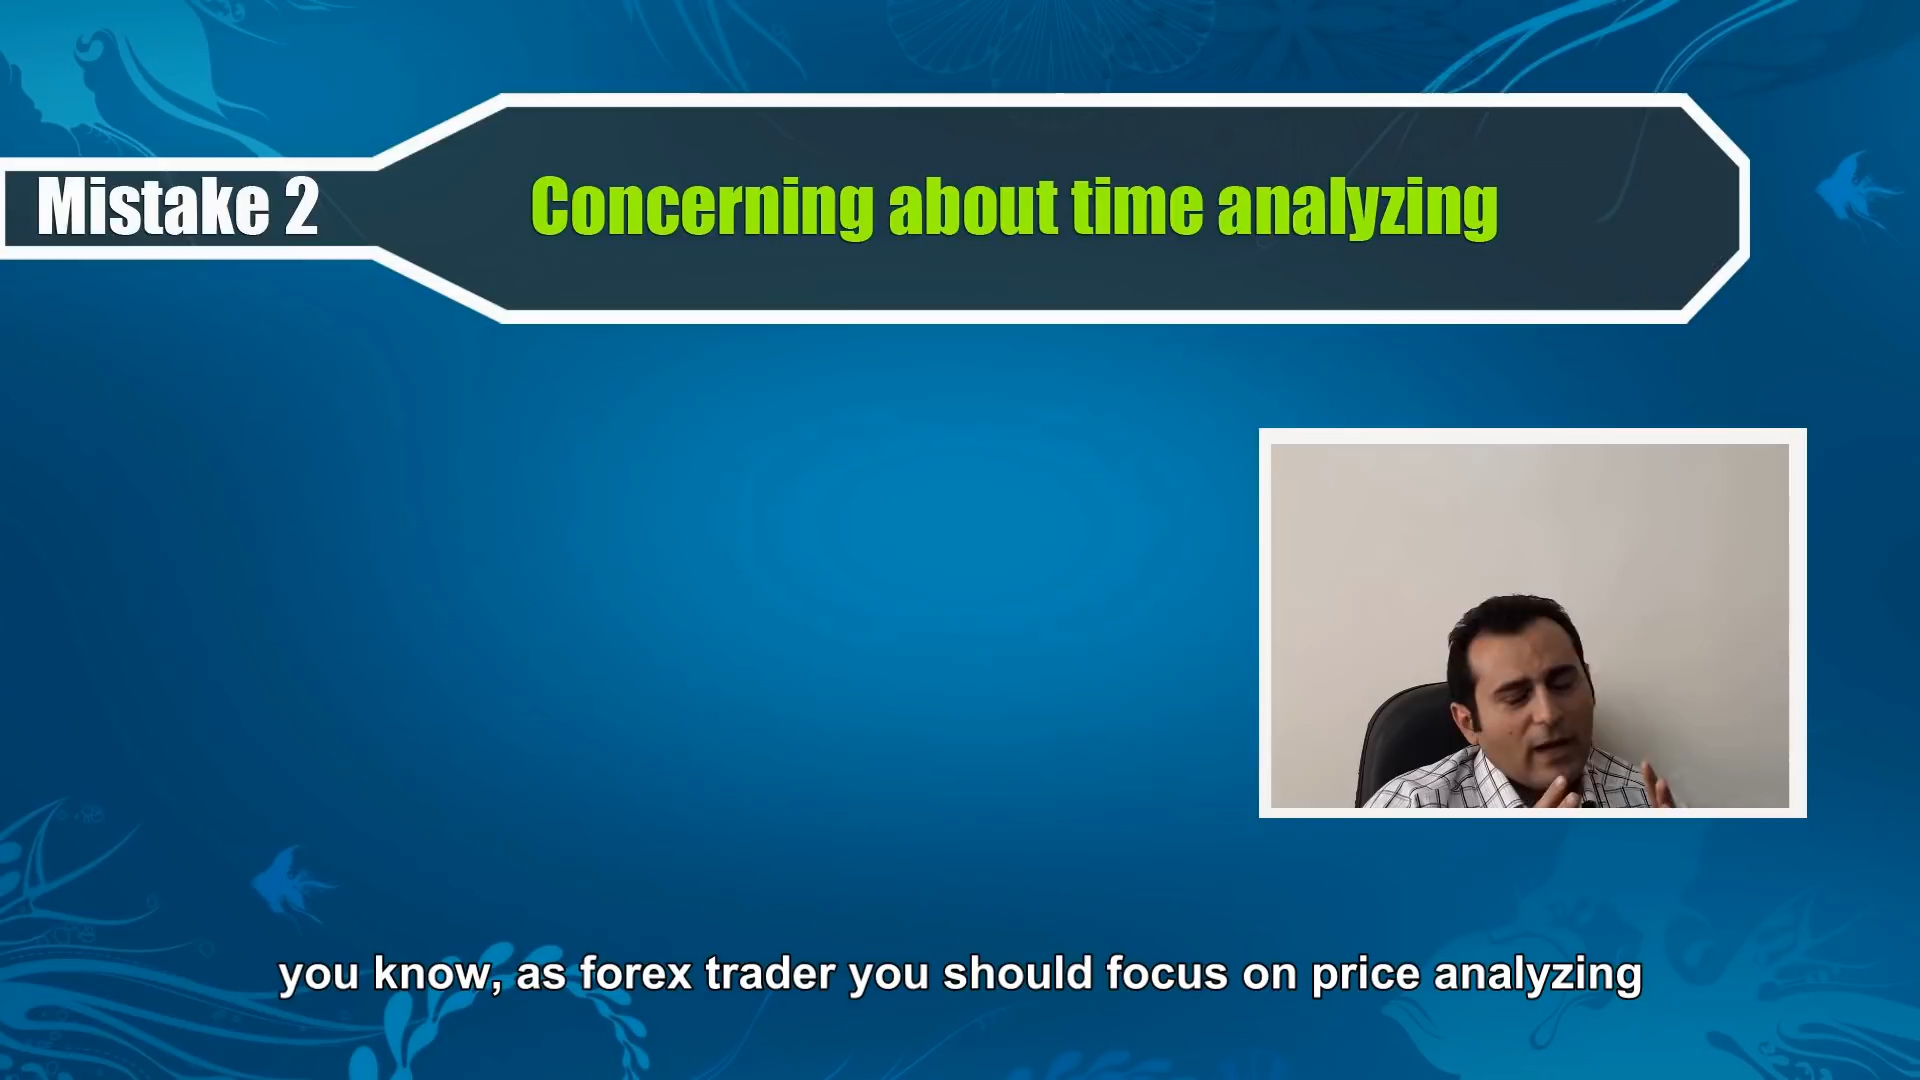 Mistake 2
Concerning about time analyzing
you know, as forex trader you should focus on price analyzing